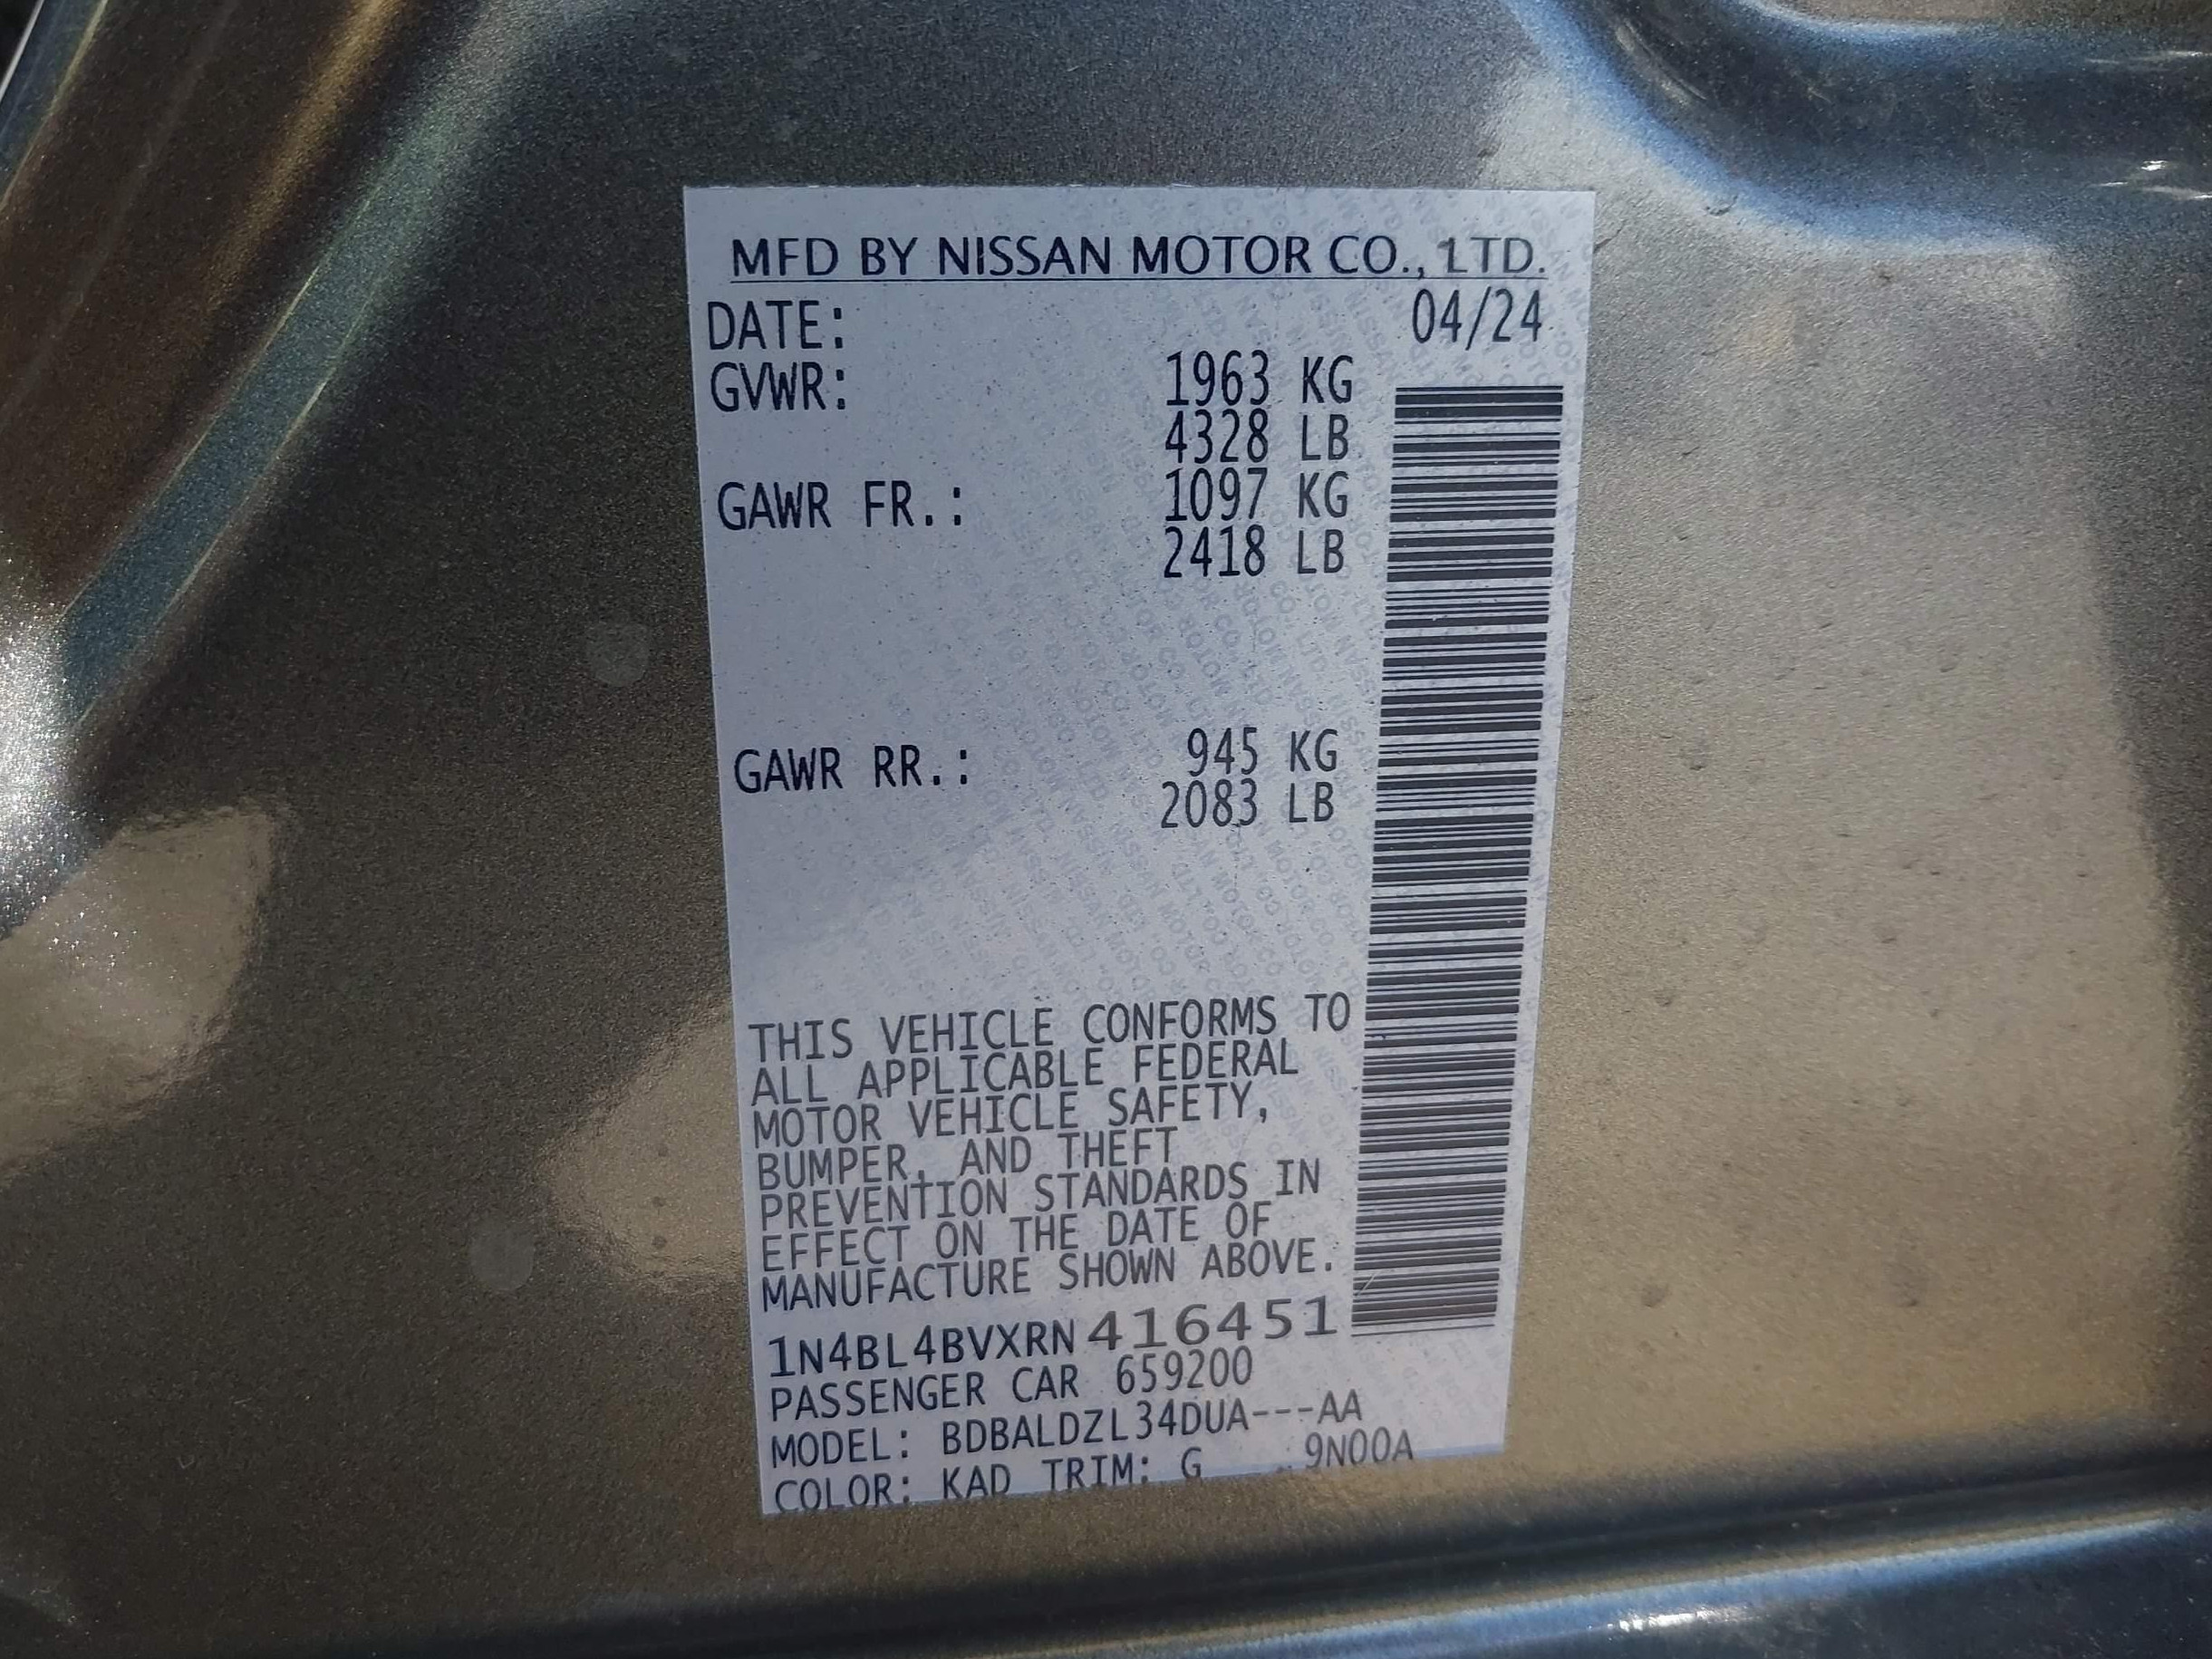 MFD BY NISSAN MOTOR CO., LTD.
DATE: 04/24
GVWR: 1963 KG
4328 LB
GAWR FR.: 1097 KG
2418 LB
GAWR RR.: 945 KG
2083 LB
THIS VEHICLE CONFORMS TO
ALL APPLICABLE FEDERAL
MOTOR VEHICLE SAFETY,
BUMPER, AND THEFT
PREVENTION STANDARDS IN
EFFECT ON THE DATE OF
MANUFACTURE SHOWN ABOVE.
1N4BL4BVXRN416451
PASSENGER CAR 659200
MODEL: BDBALDZL34DUA---AA
COLOR: KAD TRIM: G 9N00A